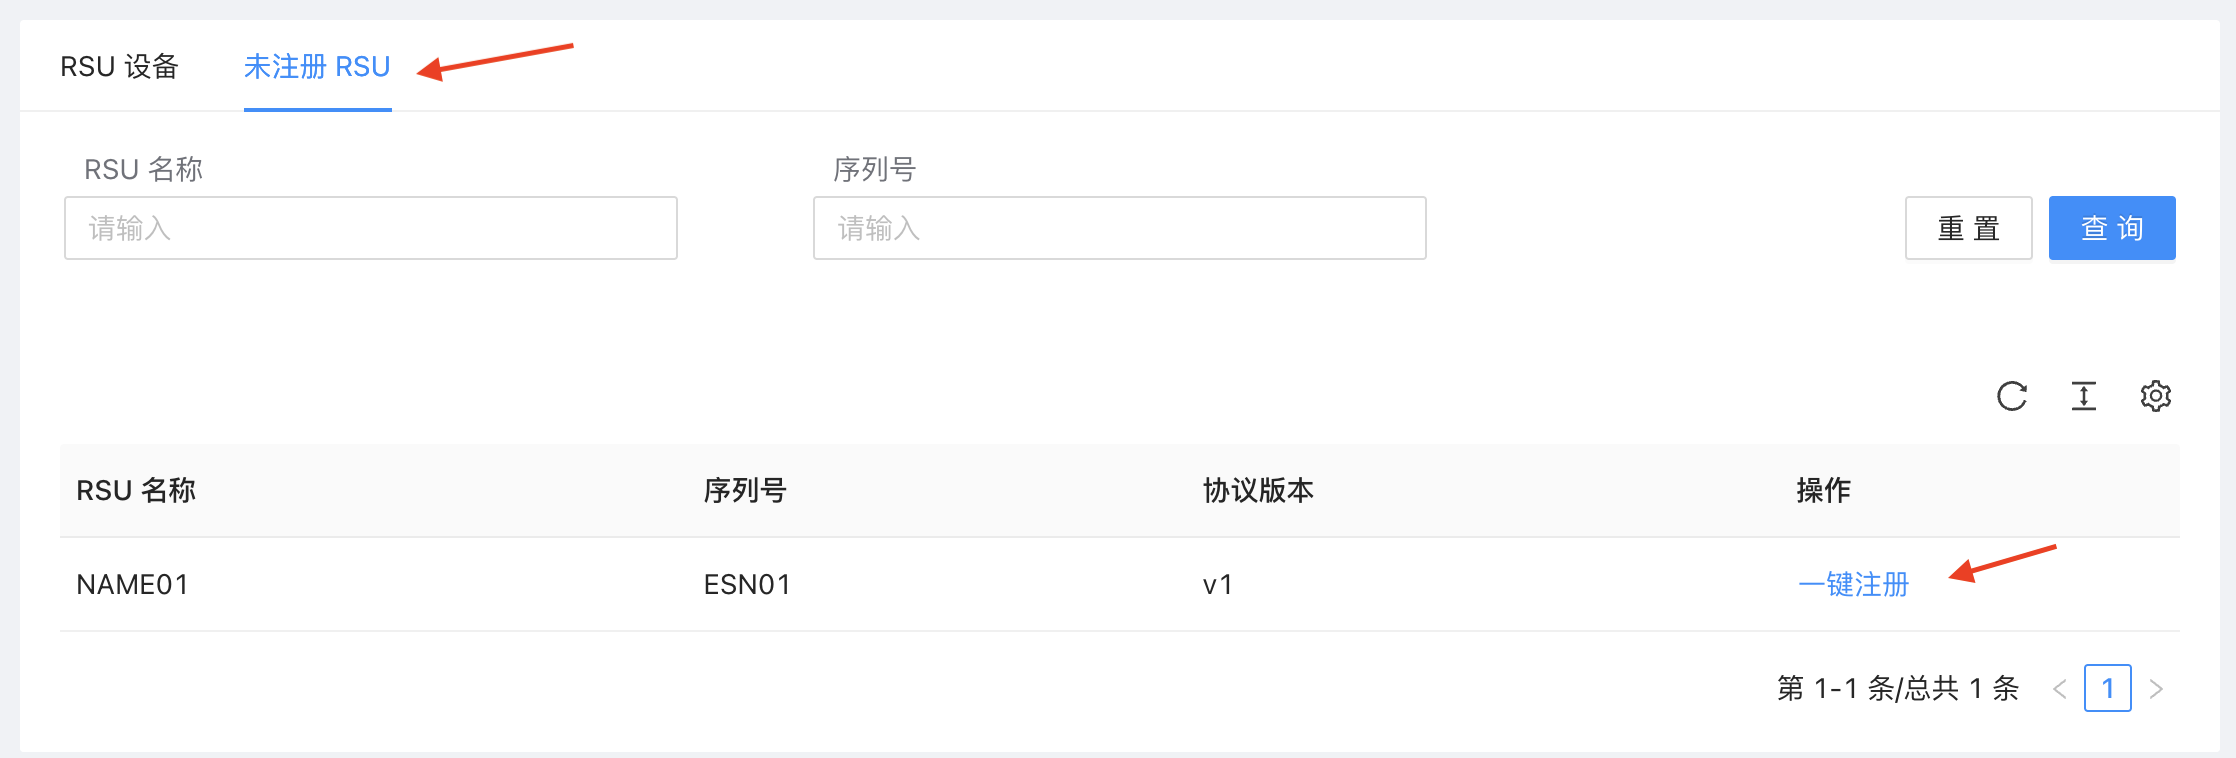 RSU 设备 未注册 RSU
RSU 名称 序列号
请输入 请输入 重 置 查 询
RSU 名称 序列号 协议版本 操作
NAME01 ESN01 v1 一键注册
第 1-1 条/总共 1 条 < 1 >